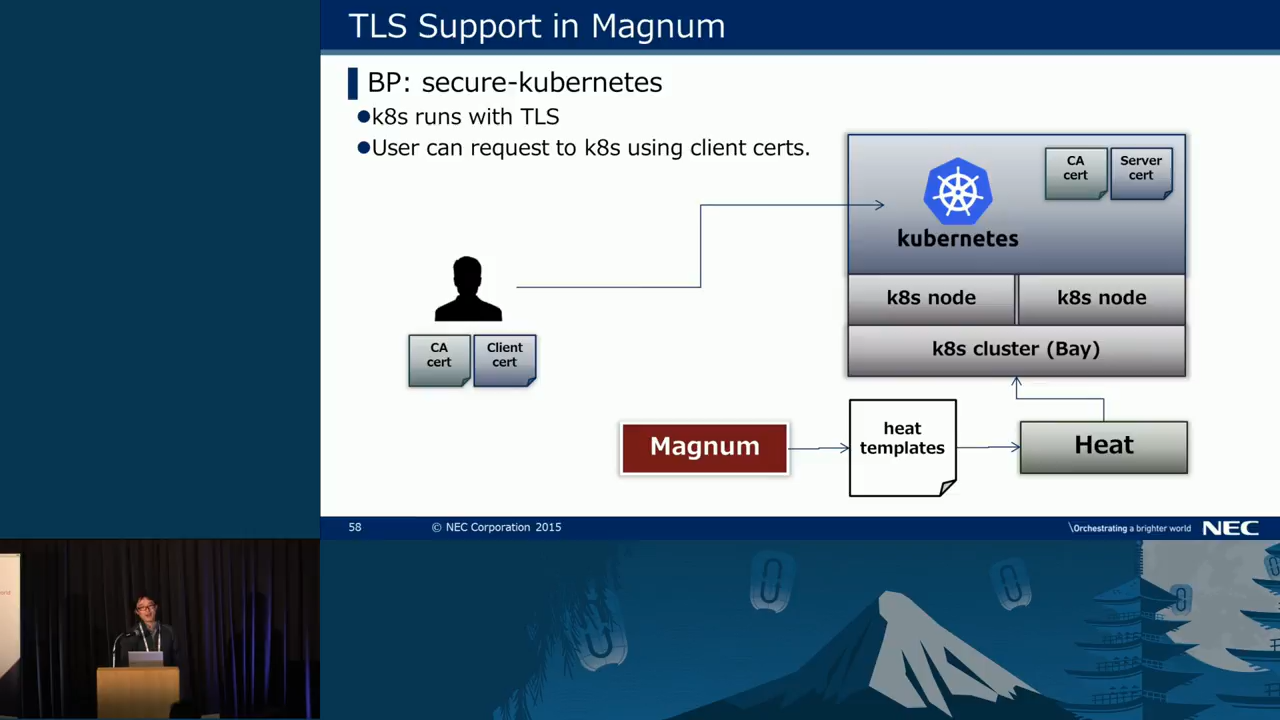 TLS Support in Magnum
BP: secure-kubernetes
●k8s runs with TLS
●User can request to k8s using client certs.
CA
cert
Server
cert
kubernetes
k8s node
k8s node
k8s cluster (Bay)
CA
cert
Client
cert
Magnum
heat
templates
Heat
58
© NEC Corporation 2015
\Orchestrating a brighter world
NEC